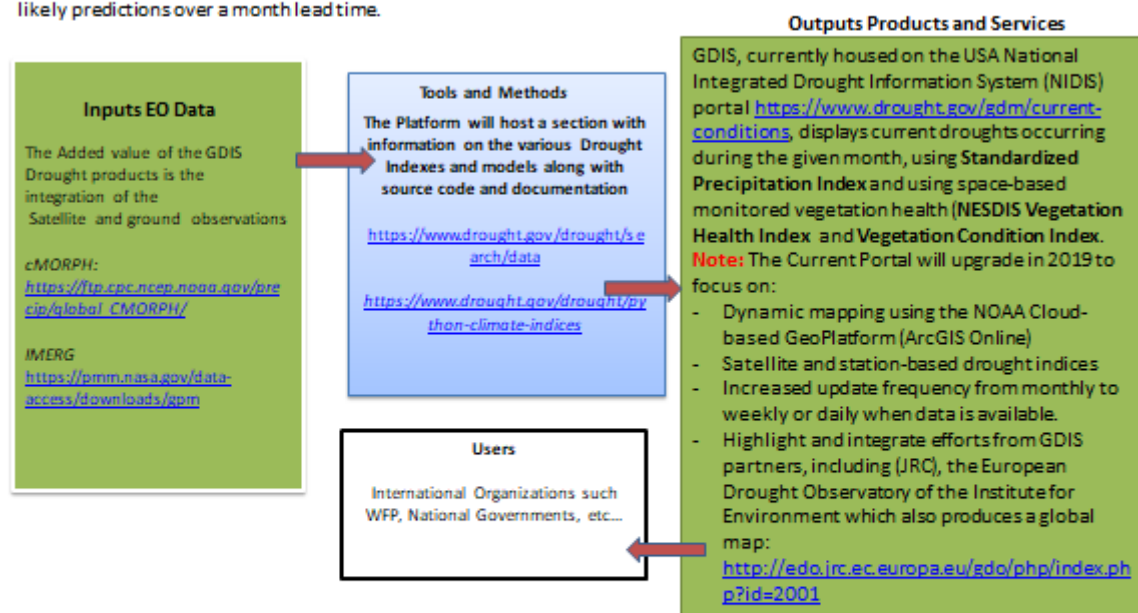 likely predictions over a month lead time.
Inputs EO Data
The Added value of the GDIS
Drought products is the
integration of the
Satellite and ground observations
cMORPH:
https://ftp.cpc.ncep.noaa.gov/pre
cip/global_CMORPH/
IMERG
https://pmm.nasa.gov/data-
access/downloads/gpm
Tools and Methods
The Platform will host a section with
information on the various Drought
Indexes and models along with
source code and documentation
https://www.drought.gov/drought/se
arch/data
https://www.drought.gov/drought/py
thon-climate-indices
Outputs Products and Services
GDIS, currently housed on the USA National
Integrated Drought Information System (NIDIS)
portal https://www.drought.gov/gdm/current-
conditions, displays current droughts occurring
during the given month, using Standardized
Precipitation Index and using space-based
monitored vegetation health (NESDIS Vegetation
Health Index and Vegetation Condition Index.
Note: The Current Portal will upgrade in 2019 to
focus on:
- Dynamic mapping using the NOAA Cloud-
based GeoPlatform (ArcGIS Online)
- Satellite and station-based drought indices
- Increased update frequency from monthly to
weekly or daily when data is available.
- Highlight and integrate efforts from GDIS
partners, including (JRC), the European
Drought Observatory of the Institute for
Environment which also produces a global
map:
http://edo.jrc.ec.europa.eu/gdo/php/index.ph
p?id=2001
Users
International Organizations such
WFP, National Governments, etc...